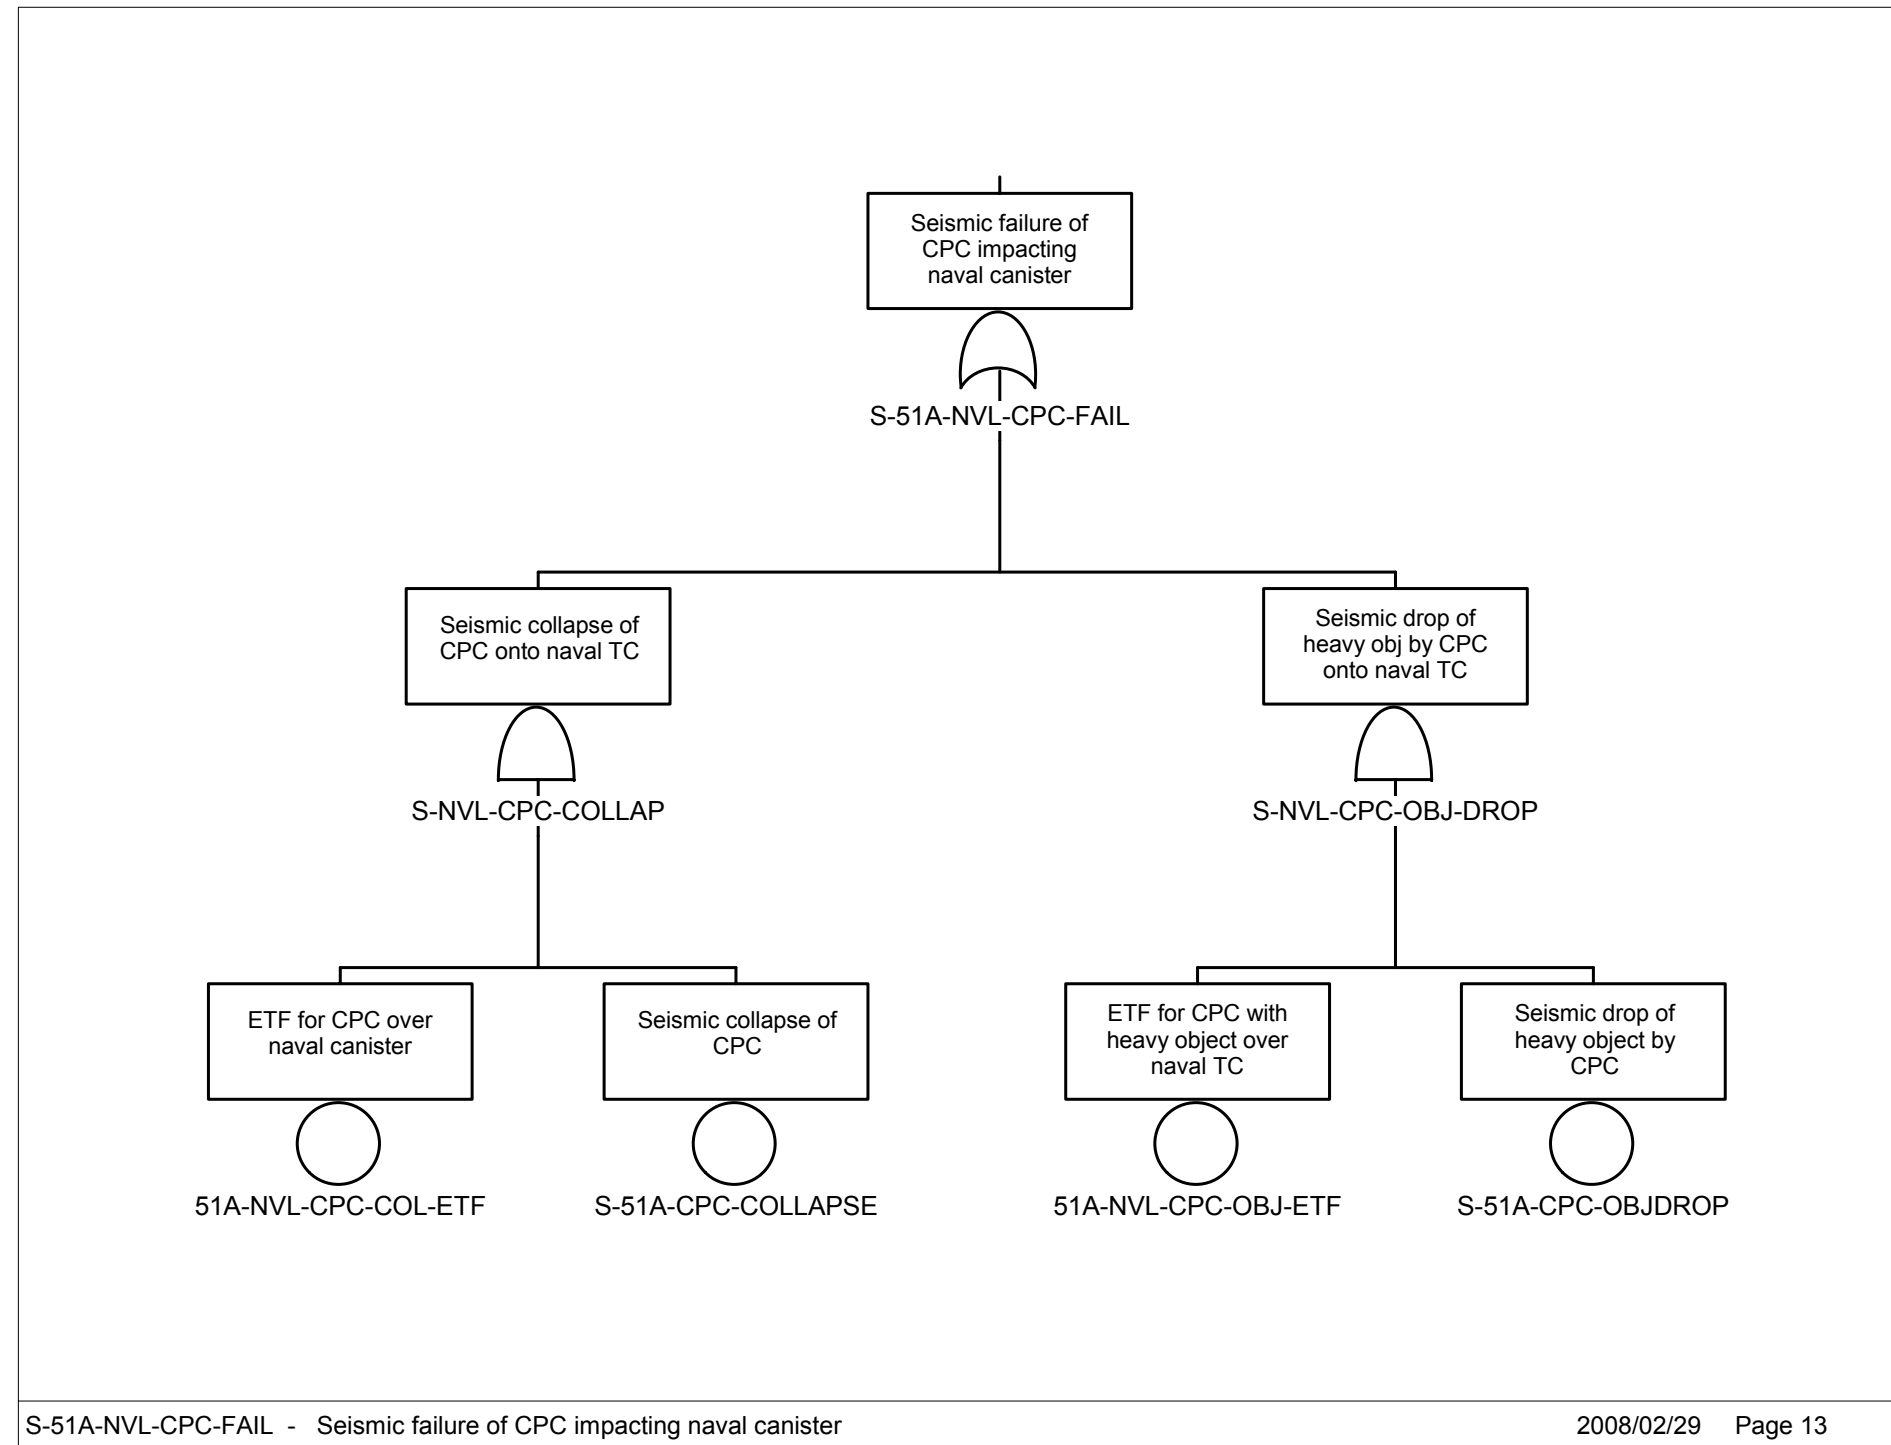 Seismic failure of
CPC impacting
naval canister
S-51A-NVL-CPC-FAIL
Seismic collapse of
CPC onto naval TC
S-NVL-CPC-COLLAP
Seismic drop of
heavy obj by CPC
onto naval TC
S-NVL-CPC-OBJ-DROP
ETF for CPC over
naval canister
51A-NVL-CPC-COL-ETF
Seismic collapse of
CPC
S-51A-CPC-COLLAPSE
ETF for CPC with
heavy object over
naval TC
51A-NVL-CPC-OBJ-ETF
Seismic drop of
heavy object by
CPC
S-51A-CPC-OBJDROP
S-51A-NVL-CPC-FAIL - Seismic failure of CPC impacting naval canister 2008/02/29 Page 13